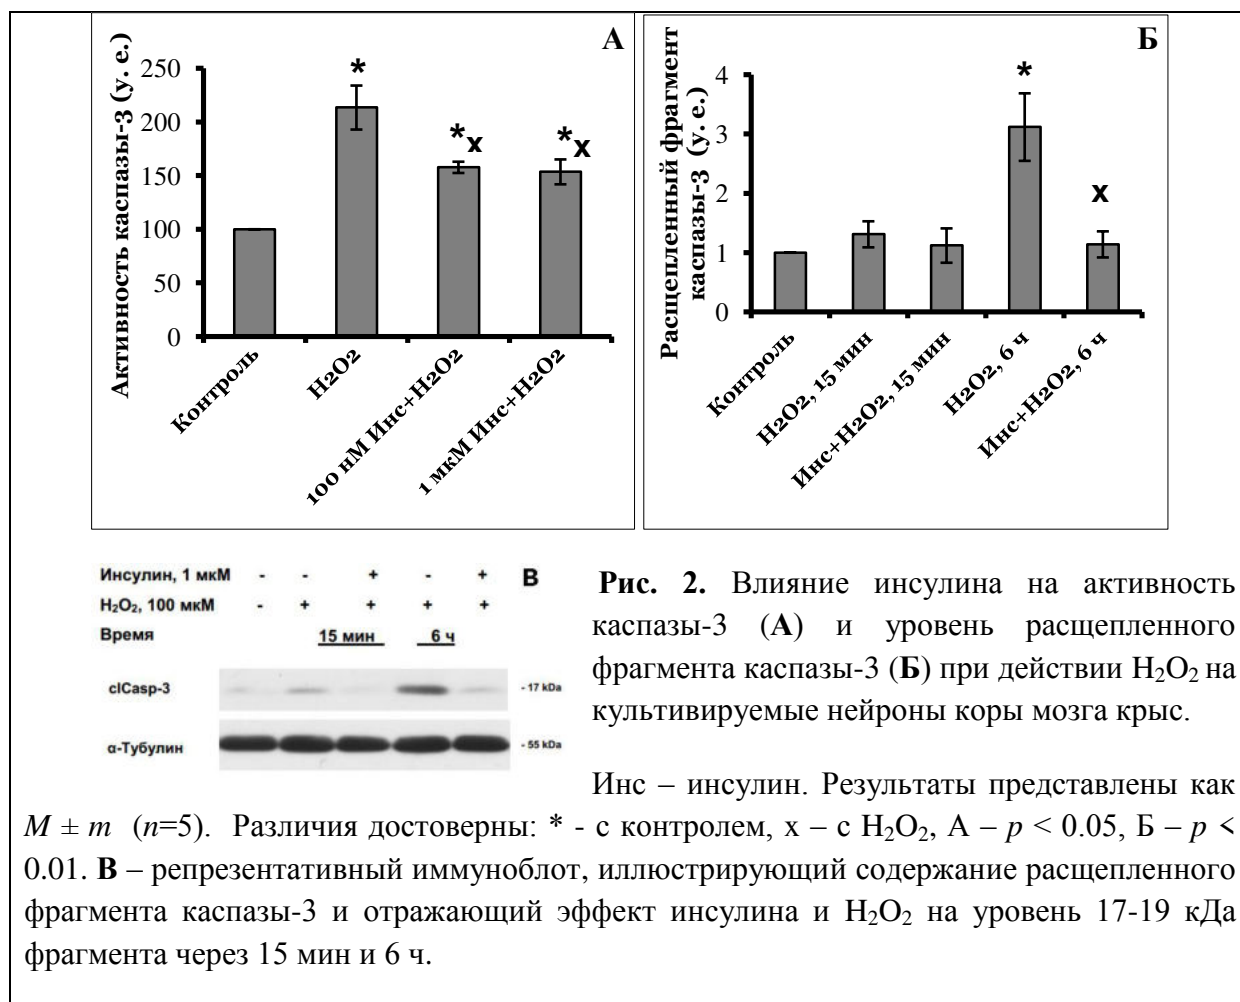 А
Активность каспазы-3 (у. е.)
250
200
150
100
50
0
*
*x
*x
Контроль
H2O2
100 нМ Инс+H2O2
1 мкМ Инс+H2O2
Б
Расщепленный фрагмент
каспазы-3 (у. е.)
4
3
2
1
0
*
x
Контроль
H2O2, 15 мин
Инс+H2O2, 15 мин
H2O2, 6 ч
Инс+H2O2, 6 ч
Инсулин, 1 мкМ - - + - + В
H₂O₂, 100 мкМ - + + + +
Время 15 мин 6 ч
clCasp-3 - 17 kDa
α-Тубулин - 55 kDa
Рис. 2. Влияние инсулина на активность
каспазы-3 (А) и уровень расщепленного
фрагмента каспазы-3 (Б) при действии H₂O₂ на
культивируемые нейроны коры мозга крыс.
Инс – инсулин. Результаты представлены как
M ± m (n=5). Различия достоверны: * - с контролем, х – с H₂O₂, А – p < 0.05, Б – p <
0.01. В – репрезентативный иммуноблот, иллюстрирующий содержание расщепленного
фрагмента каспазы-3 и отражающий эффект инсулина и H₂O₂ на уровень 17-19 кДа
фрагмента через 15 мин и 6 ч.